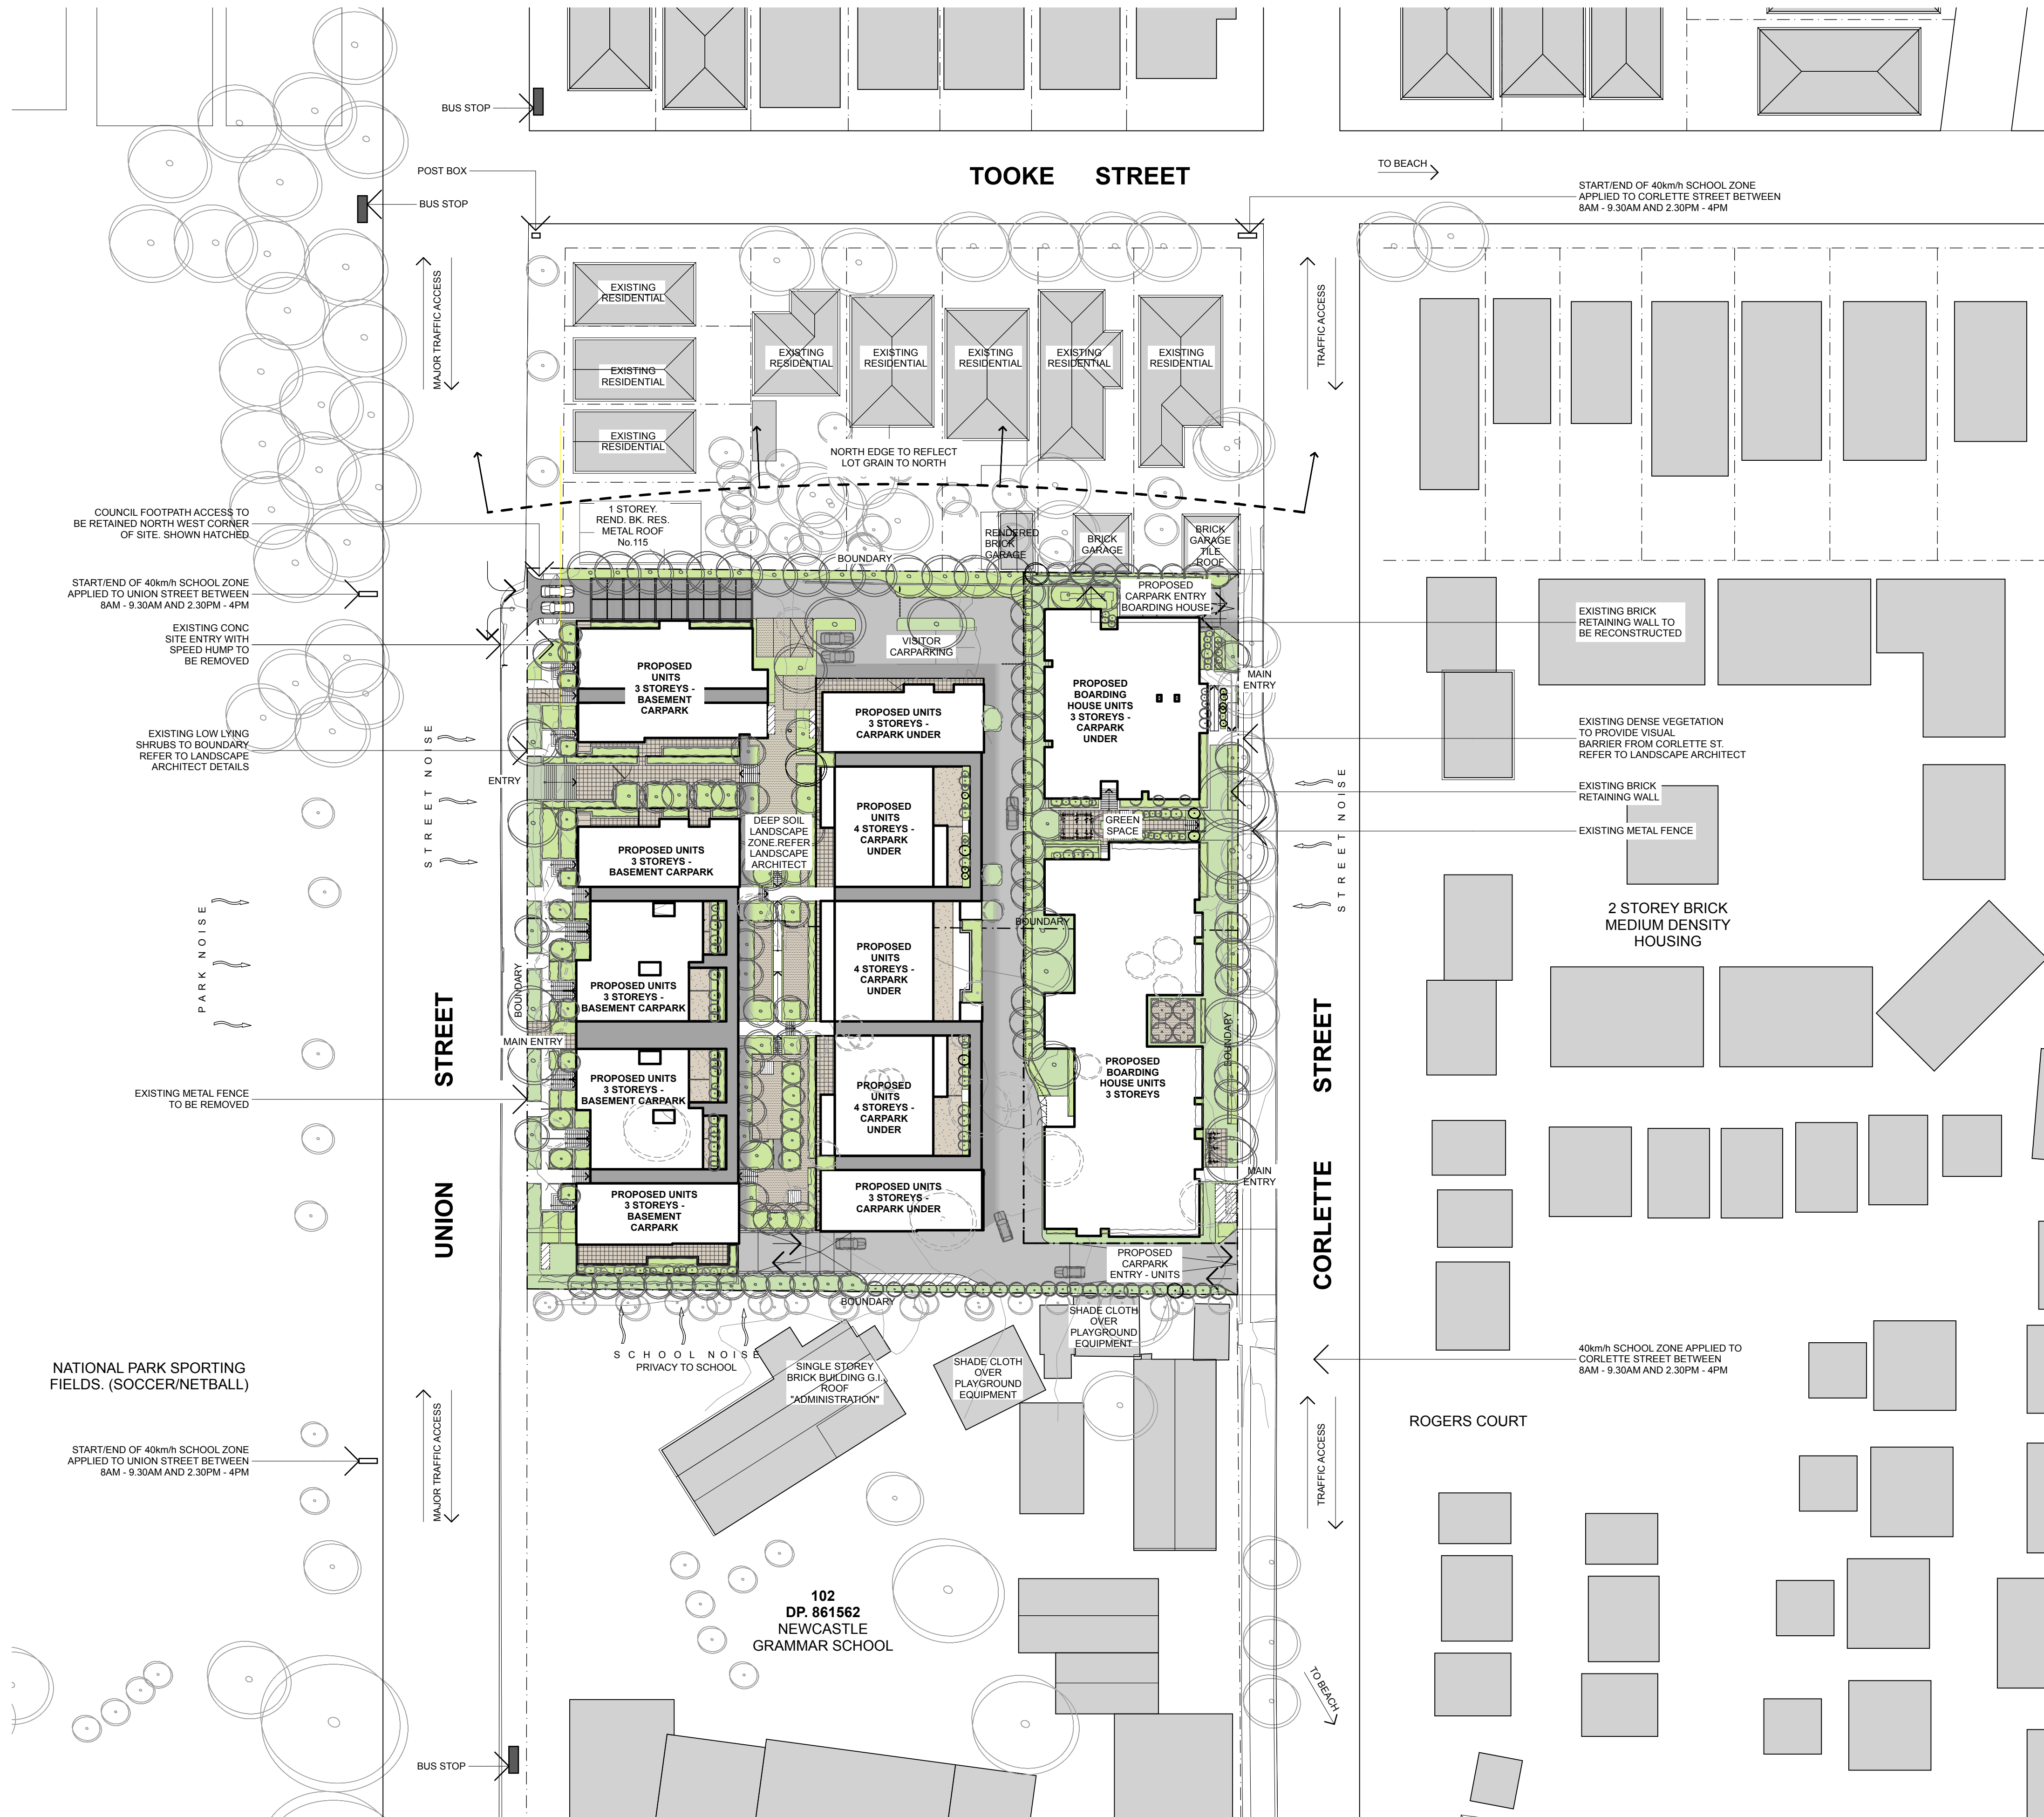 BUS STOP
POST BOX
BUS STOP
TOOKE STREET
TO BEACH
START/END OF 40km/h SCHOOL ZONE
APPLIED TO CORLETTE STREET BETWEEN
8AM - 9.30AM AND 2.30PM - 4PM
MAJOR TRAFFIC ACCESS
TRAFFIC ACCESS
EXISTING
RESIDENTIAL
EXISTING
RESIDENTIAL
EXISTING
RESIDENTIAL
EXISTING
RESIDENTIAL
EXISTING
RESIDENTIAL
EXISTING
RESIDENTIAL
EXISTING
RESIDENTIAL
EXISTING
RESIDENTIAL
NORTH EDGE TO REFLECT
LOT GRAIN TO NORTH
COUNCIL FOOTPATH ACCESS TO
BE RETAINED NORTH WEST CORNER
OF SITE. SHOWN HATCHED
1 STOREY.
REND. BK. RES.
METAL ROOF
No.115
RENDERED
BRICK
GARAGE
BRICK
GARAGE
BRICK
GARAGE
TILE
ROOF
BOUNDARY
START/END OF 40km/h SCHOOL ZONE
APPLIED TO UNION STREET BETWEEN
8AM - 9.30AM AND 2.30PM - 4PM
PROPOSED
CARPARK ENTRY
BOARDING HOUSE
EXISTING BRICK
RETAINING WALL TO
BE RECONSTRUCTED
EXISTING CONC
SITE ENTRY WITH
SPEED HUMP TO
BE REMOVED
VISITOR
CARPARKING
PROPOSED
UNITS
3 STOREYS -
BASEMENT
CARPARK
MAIN
ENTRY
PROPOSED
BOARDING
HOUSE UNITS
3 STOREYS -
CARPARK
UNDER
PROPOSED UNITS
3 STOREYS -
CARPARK UNDER
EXISTING LOW LYING
SHRUBS TO BOUNDARY
REFER TO LANDSCAPE
ARCHITECT DETAILS
EXISTING DENSE VEGETATION
TO PROVIDE VISUAL
BARRIER FROM CORLETTE ST.
REFER TO LANDSCAPE ARCHITECT
STREET NOISE
ENTRY
STREET NOISE
EXISTING BRICK
RETAINING WALL
EXISTING METAL FENCE
PROPOSED
UNITS
4 STOREYS -
CARPARK
UNDER
DEEP SOIL
LANDSCAPE
ZONE.REFER
LANDSCAPE
ARCHITECT
GREEN
SPACE
PROPOSED UNITS
3 STOREYS -
BASEMENT CARPARK
PARK NOISE
BOUNDARY
2 STOREY BRICK
MEDIUM DENSITY
HOUSING
PROPOSED
UNITS
4 STOREYS -
CARPARK
UNDER
PROPOSED UNITS
3 STOREYS -
BASEMENT CARPARK
BOUNDARY
UNION STREET
MAIN ENTRY
BOUNDARY
CORLETTE STREET
PROPOSED
BOARDING
HOUSE UNITS
3 STOREYS
PROPOSED UNITS
3 STOREYS -
BASEMENT CARPARK
PROPOSED
UNITS
4 STOREYS -
CARPARK
UNDER
EXISTING METAL FENCE
TO BE REMOVED
MAIN
ENTRY
PROPOSED UNITS
3 STOREYS -
BASEMENT
CARPARK
PROPOSED UNITS
3 STOREYS -
CARPARK UNDER
PROPOSED
CARPARK
ENTRY - UNITS
BOUNDARY
SHADE CLOTH
OVER
PLAYGROUND
EQUIPMENT
SCHOOL NOISE
PRIVACY TO SCHOOL
SINGLE STOREY
BRICK BUILDING G.I.
ROOF
"ADMINISTRATION"
SHADE CLOTH
OVER
PLAYGROUND
EQUIPMENT
40km/h SCHOOL ZONE APPLIED TO
CORLETTE STREET BETWEEN
8AM - 9.30AM AND 2.30PM - 4PM
NATIONAL PARK SPORTING
FIELDS. (SOCCER/NETBALL)
MAJOR TRAFFIC ACCESS
TRAFFIC ACCESS
ROGERS COURT
START/END OF 40km/h SCHOOL ZONE
APPLIED TO UNION STREET BETWEEN
8AM - 9.30AM AND 2.30PM - 4PM
102
DP. 861562
NEWCASTLE
GRAMMAR SCHOOL
TO BEACH
BUS STOP